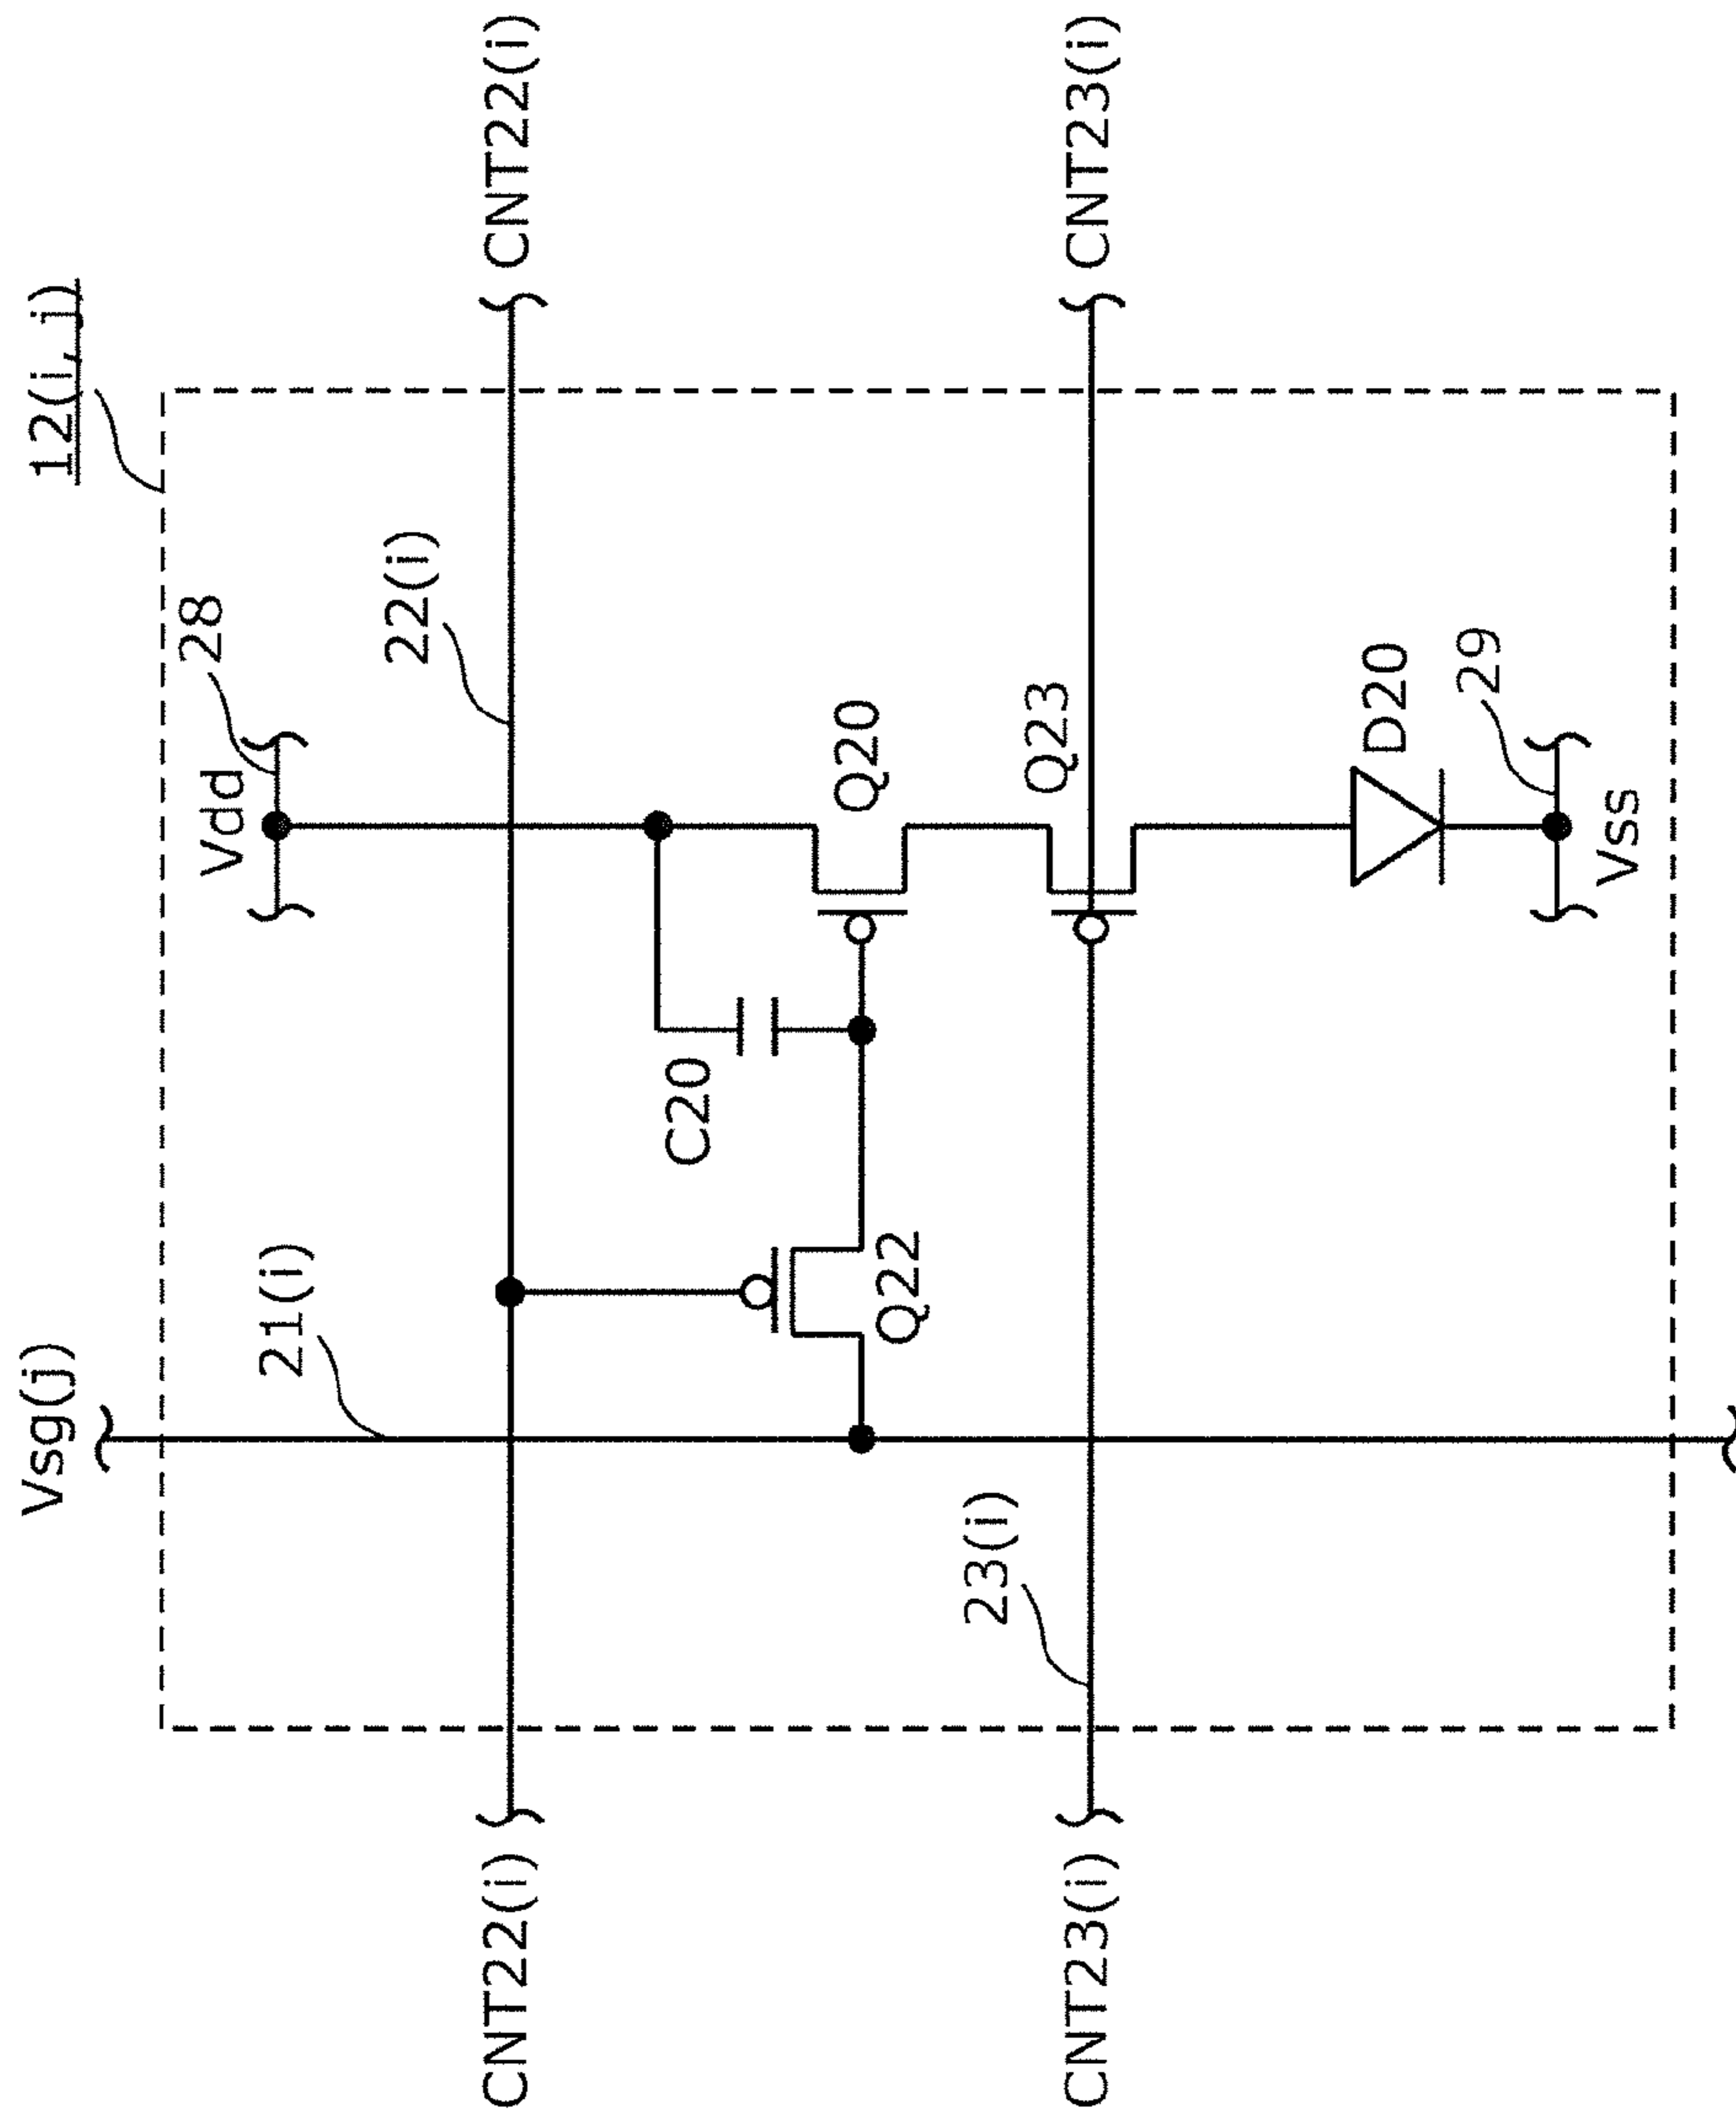 12(i,j)
Vsg(j)
Vdd
28
21(i)
22(i)
CNT22(i)
CNT22(i)
C20
Q20
Q22
Q23
23(i)
CNT23(i)
CNT23(i)
D20
29
Vss